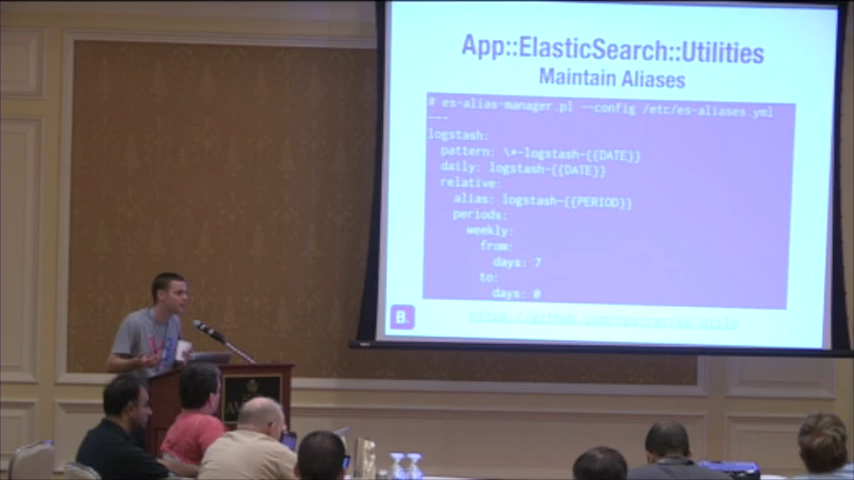 App::ElasticSearch::Utilities
Maintain Aliases
# es-alias-manager.pl --config /etc/es-aliases.yml
---
logstash:
pattern: \*-logstash-{{DATE}}
daily: logstash-{{DATE}}
relative:
alias: logstash-{{PERIOD}}
periods:
weekly:
from:
days: 7
to:
days: 0
B.